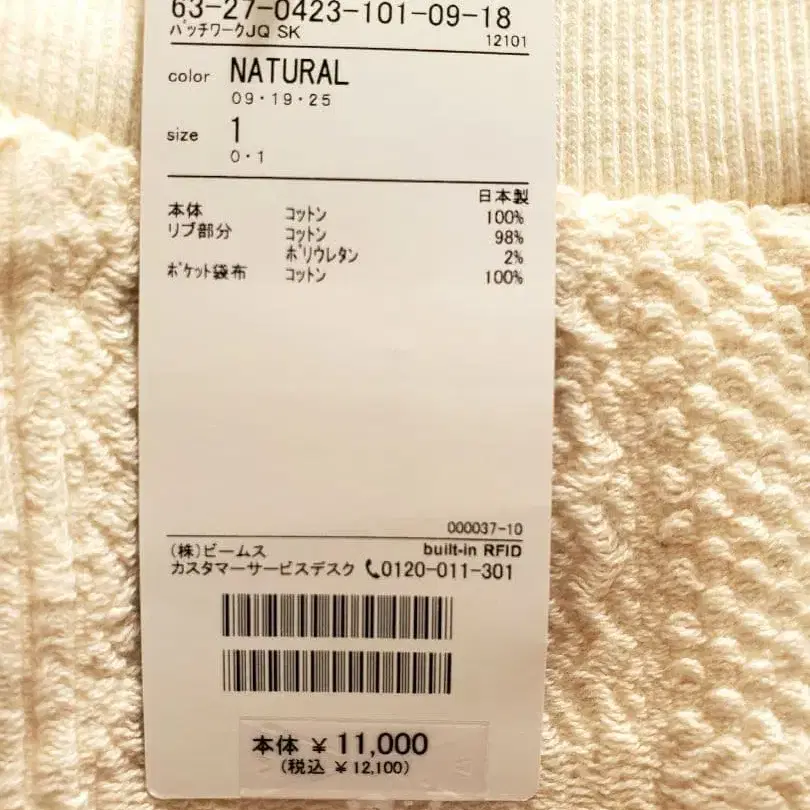 63-27-0423-101-09-18
パッチワークJQ SK
12101
color NATURAL
09・19・25
size 1
0・1
日本製
本体 コットン 100%
リブ部分 コットン 98%
ポリウレタン 2%
ポケット袋布 コットン 100%
000037-10
(株)ビームス built-in RFID
カスタマーサービスデスク 0120-011-301
本体 ¥ 11,000
(税込 ¥ 12,100)